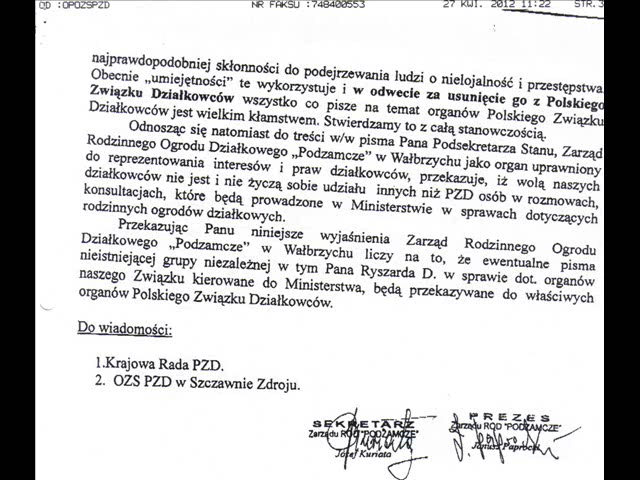 OD :OPOZSPZD NR FAKSU :748400553 27 KWI. 2012 11:22 STR.3
najprawdopodobniej skłonności do podejrzewania ludzi o nielojalność i przestępstwa.
Obecnie „umiejętności” te wykorzystuje i w odwecie za usunięcie go z Polskiego
Związku Działkowców wszystko co pisze na temat organów Polskiego Związku
Działkowców jest wielkim kłamstwem. Stwierdzamy to z całą stanowczością.
Odnosząc się natomiast do treści w/w pisma Pana Podsekretarza Stanu, Zarząd
Rodzinnego Ogrodu Działkowego „Podzamcze” w Wałbrzychu jako organ uprawniony
do reprezentowania interesów i praw działkowców, przekazuje, iż wolą naszych
działkowców nie jest i nie życzą sobie udziału innych niż PZD osób w rozmowach,
konsultacjach, które będą prowadzone w Ministerstwie w sprawach dotyczących
rodzinnych ogrodów działkowych.
Przekazując Panu niniejsze wyjaśnienia Zarząd Rodzinnego Ogrodu
Działkowego „Podzamcze” w Wałbrzychu liczy na to, że ewentualne pisma
nieistniejącej grupy niezależnej w tym Pana Ryszarda D. w sprawie dot. organów
naszego Związku kierowane do Ministerstwa, będą przekazywane do właściwych
organów Polskiego Związku Działkowców.
Do wiadomości:
1.Krajowa Rada PZD.
2. OZS PZD w Szczawnie Zdroju.
SEKRETARZ PREZES
Zarządu ROD "PODZAMCZE" Zarządu ROD "PODZAMCZE"
Józef Kuriata Janusz